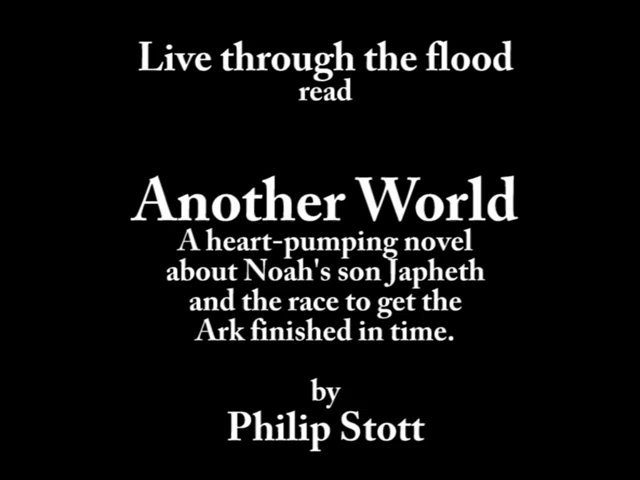 Live through the flood
read
Another World
A heart-pumping novel
about Noah's son Japheth
and the race to get the
Ark finished in time.
by
Philip Stott